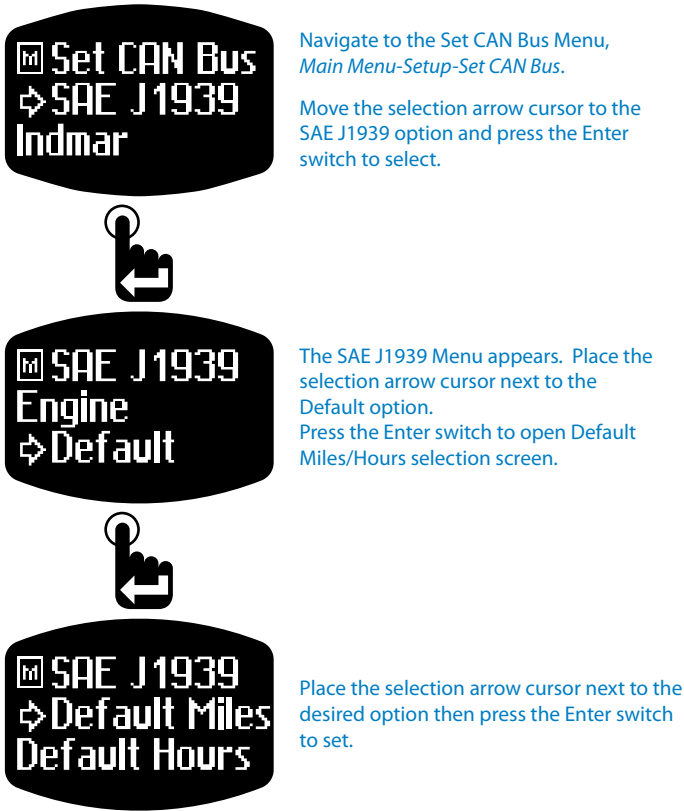 M Set CAN Bus
SAE J1939
Indmar
Navigate to the Set CAN Bus Menu,
Main Menu-Setup-Set CAN Bus.
Move the selection arrow cursor to the
SAE J1939 option and press the Enter
switch to select.
M SAE J1939
Engine
Default
The SAE J1939 Menu appears.  Place the
selection arrow cursor next to the
Default option.
Press the Enter switch to open Default
Miles/Hours selection screen.
M SAE J1939
Default Miles
Default Hours
Place the selection arrow cursor next to the
desired option then press the Enter switch
to set.